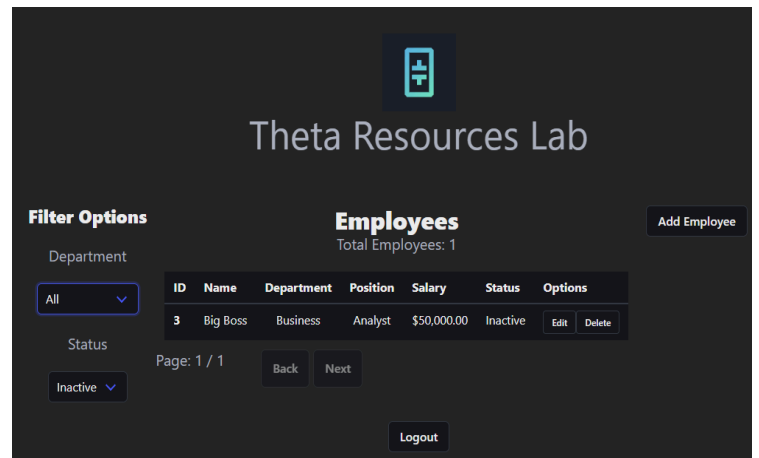 Theta Resources Lab
Filter Options
Department
All
Status
Inactive
Employees
Total Employees: 1
Add Employee
ID Name Department Position Salary Status Options
3 Big Boss Business Analyst $50,000.00 Inactive Edit Delete
Page: 1 / 1 Back Next
Logout